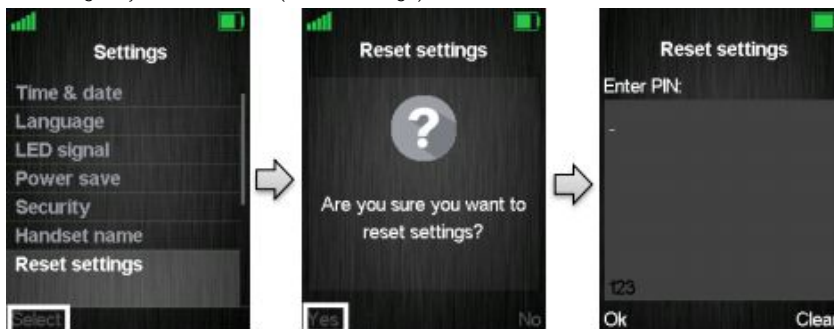 Settings
Time & date
Language
LED signal
Power save
Security
Handset name
Reset settings
Select
Reset settings
?
Are you sure you want to
reset settings?
Yes
No
Reset settings
Enter PIN:
-
123
Ok
Clear